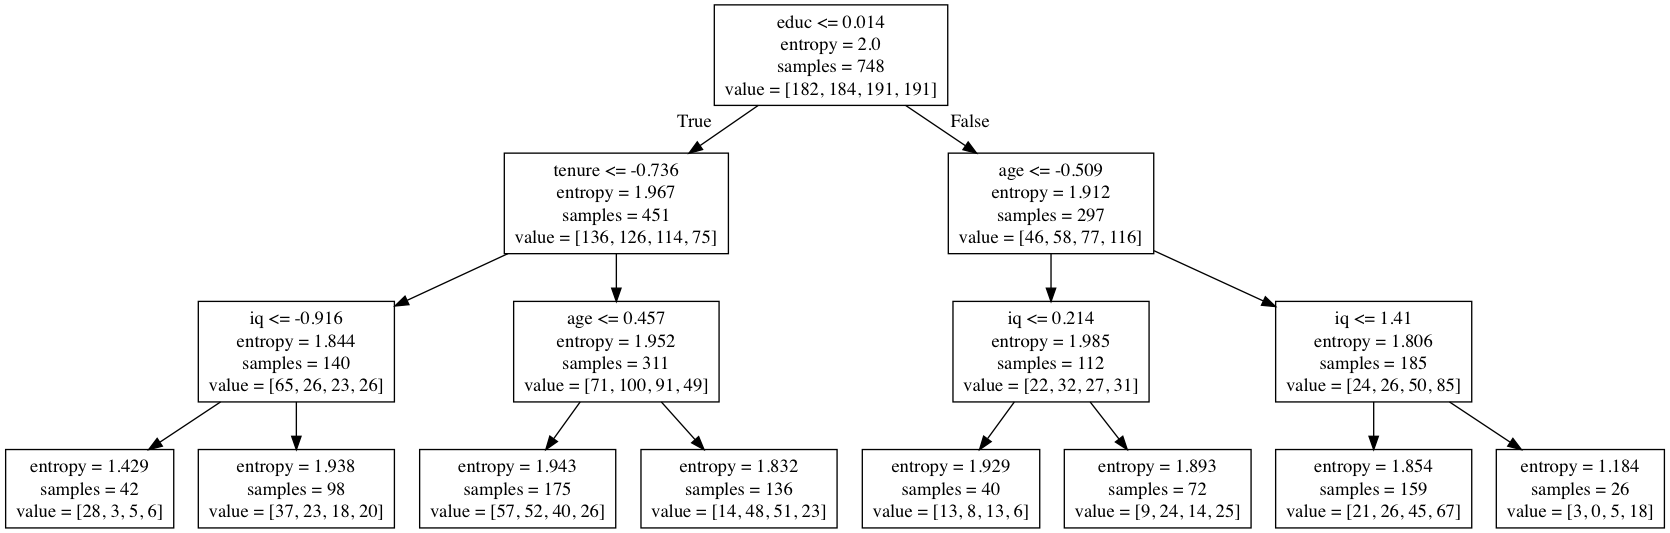 educ <= 0.014
entropy = 2.0
samples = 748
value = [182, 184, 191, 191]
True
False
tenure <= -0.736
entropy = 1.967
samples = 451
value = [136, 126, 114, 75]
age <= -0.509
entropy = 1.912
samples = 297
value = [46, 58, 77, 116]
iq <= -0.916
entropy = 1.844
samples = 140
value = [65, 26, 23, 26]
age <= 0.457
entropy = 1.952
samples = 311
value = [71, 100, 91, 49]
iq <= 0.214
entropy = 1.985
samples = 112
value = [22, 32, 27, 31]
iq <= 1.41
entropy = 1.806
samples = 185
value = [24, 26, 50, 85]
entropy = 1.429
samples = 42
value = [28, 3, 5, 6]
entropy = 1.938
samples = 98
value = [37, 23, 18, 20]
entropy = 1.943
samples = 175
value = [57, 52, 40, 26]
entropy = 1.832
samples = 136
value = [14, 48, 51, 23]
entropy = 1.929
samples = 40
value = [13, 8, 13, 6]
entropy = 1.893
samples = 72
value = [9, 24, 14, 25]
entropy = 1.854
samples = 159
value = [21, 26, 45, 67]
entropy = 1.184
samples = 26
value = [3, 0, 5, 18]